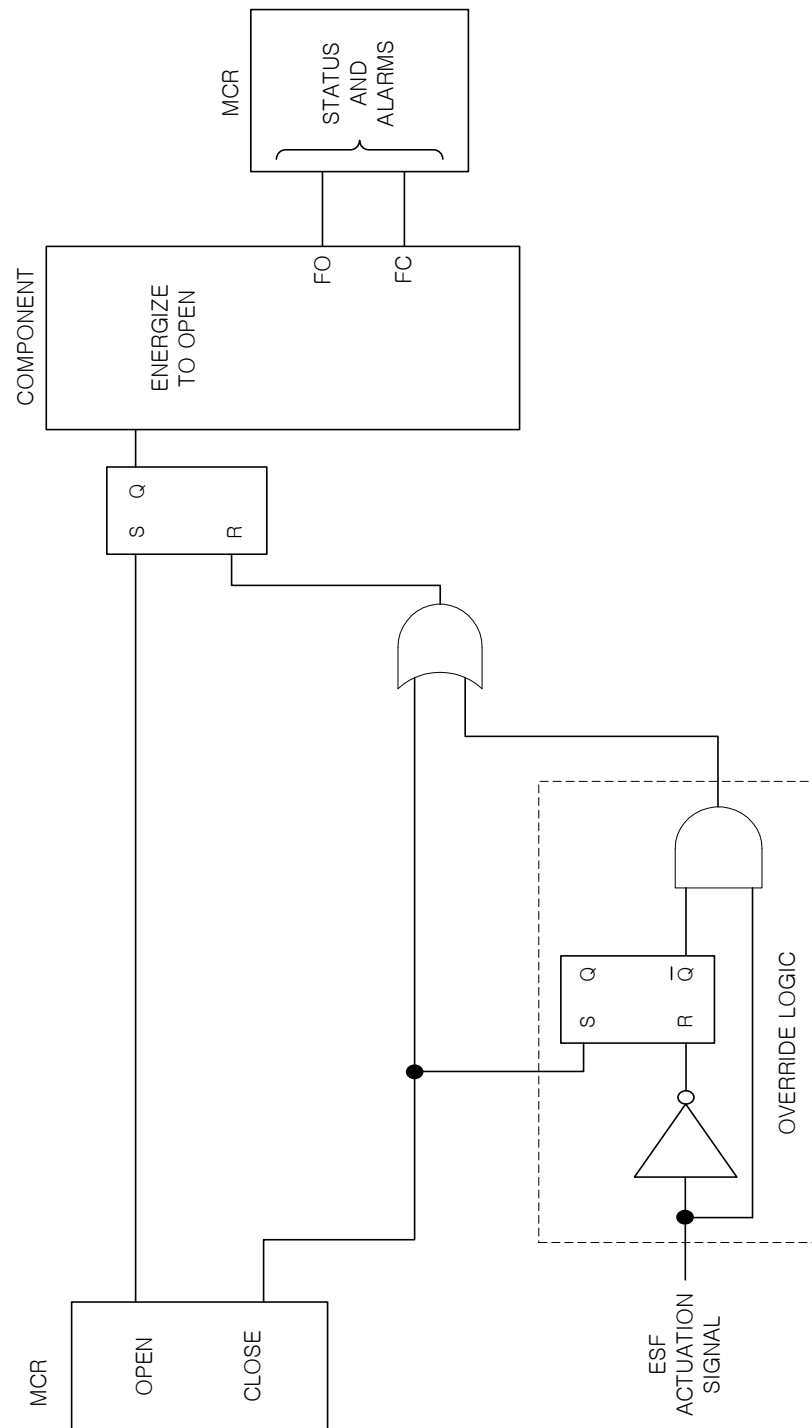 MCR
OPEN
CLOSE
ESF
ACTUATION
SIGNAL
OVERRIDE LOGIC
S Q
R Q̅
S Q
R
COMPONENT
ENERGIZE
TO OPEN
FO
FC
MCR
STATUS
AND
ALARMS